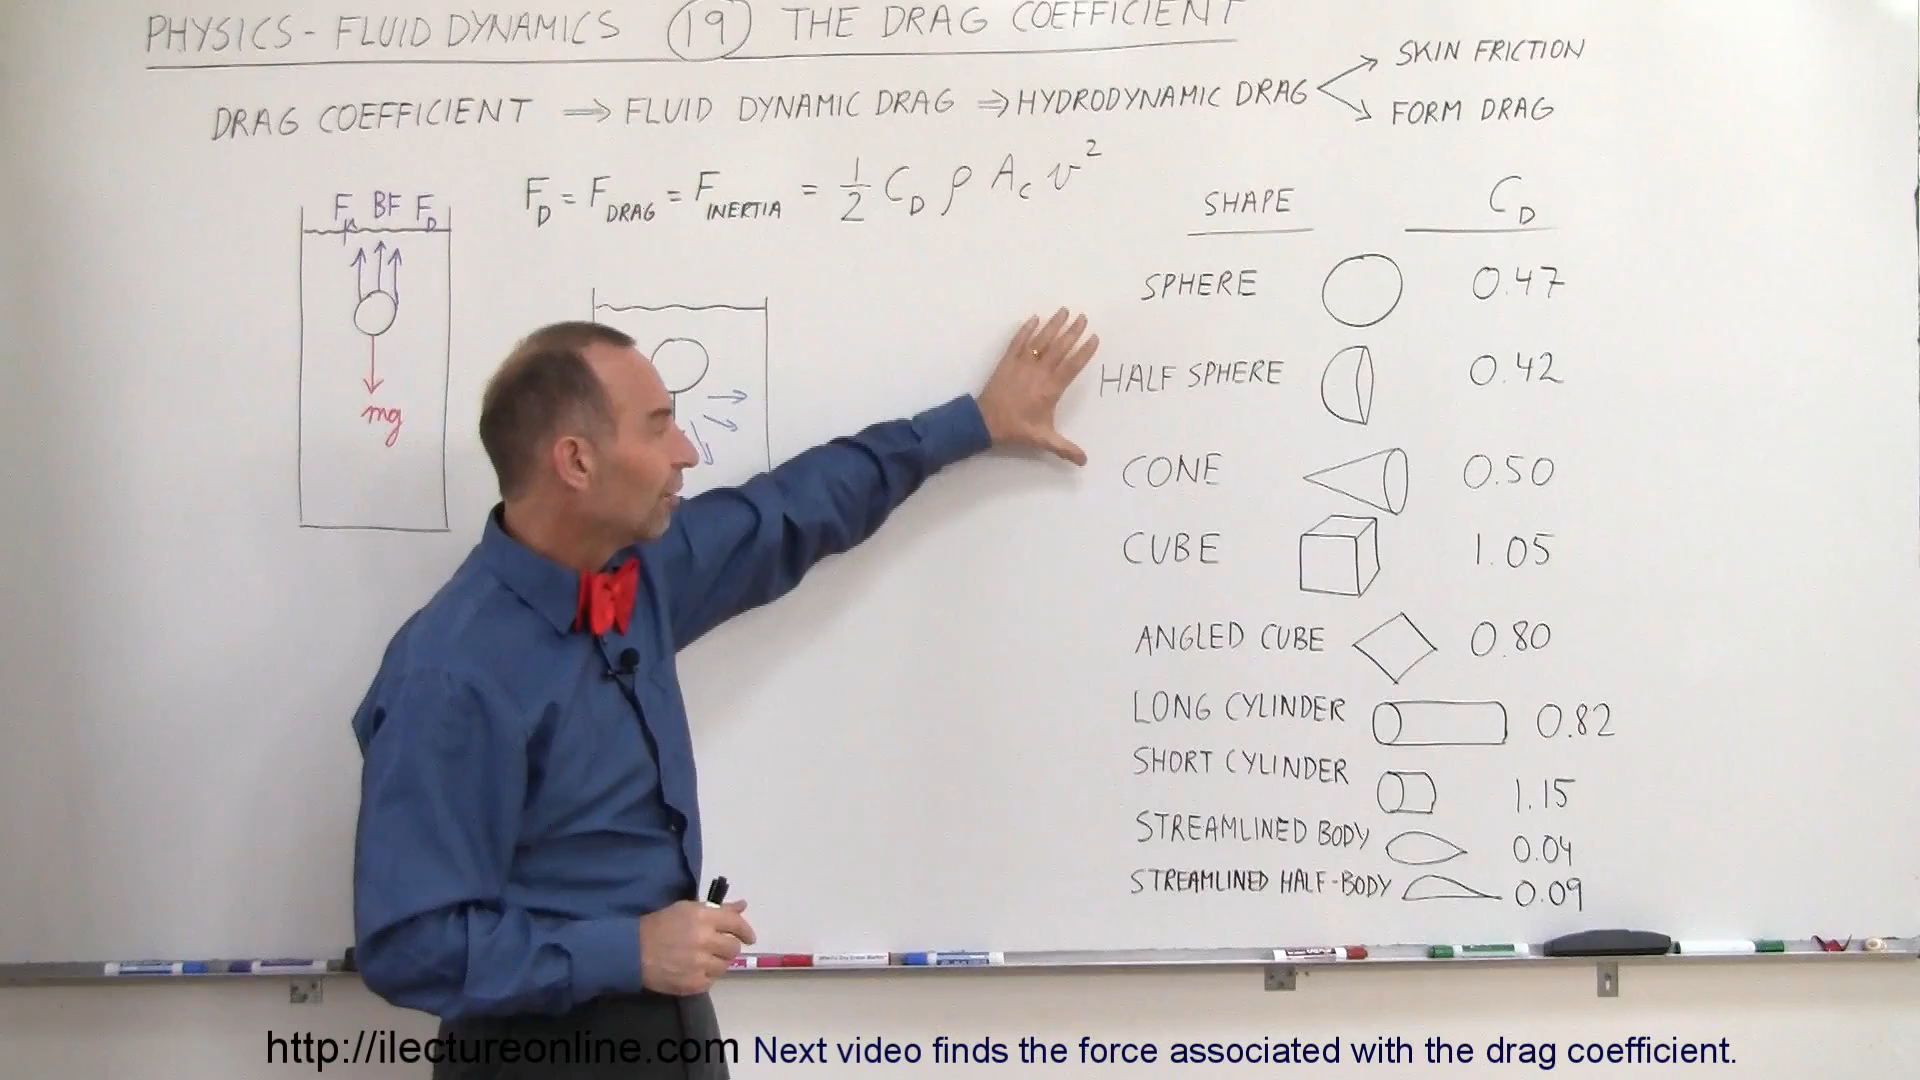 PHYSICS - FLUID DYNAMICS 19 THE DRAG COEFFICIENT
DRAG COEFFICIENT ⇒ FLUID DYNAMIC DRAG ⇒ HYDRODYNAMIC DRAG
SKIN FRICTION
FORM DRAG
F_D = F_DRAG = F_INERTIA = 1/2 C_D ρ A_c v²
F_μ BF F_D
mg
SHAPE C_D
SPHERE 0.47
HALF SPHERE 0.42
CONE 0.50
CUBE 1.05
ANGLED CUBE 0.80
LONG CYLINDER 0.82
SHORT CYLINDER 1.15
STREAMLINED BODY 0.04
STREAMLINED HALF-BODY 0.09
http://ilectureonline.com Next video finds the force associated with the drag coefficient.